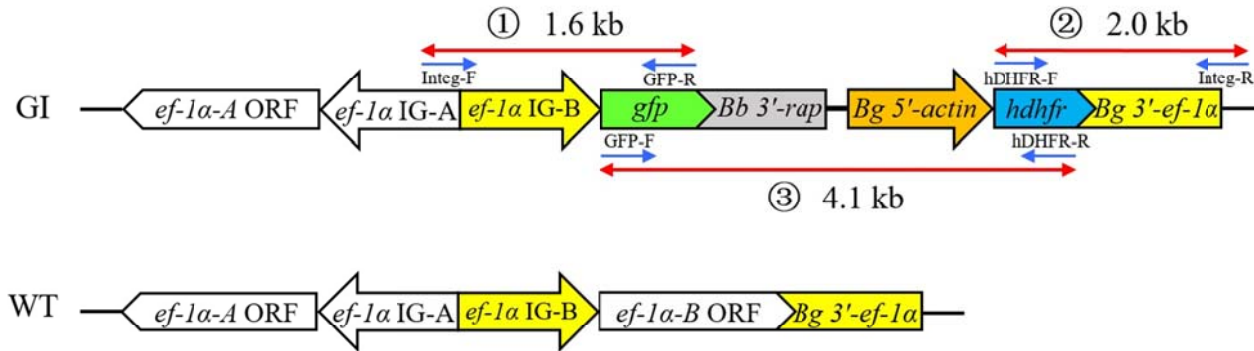 ① 1.6 kb ② 2.0 kb
Integ-F GFP-R hDHFR-F Integ-R
GI ef-1α-A ORF ef-1α IG-A ef-1α IG-B gfp Bb 3'-rap Bg 5'-actin hdhfr Bg 3'-ef-1α
GFP-F hDHFR-R
③ 4.1 kb
WT ef-1α-A ORF ef-1α IG-A ef-1α IG-B ef-1α-B ORF Bg 3'-ef-1α